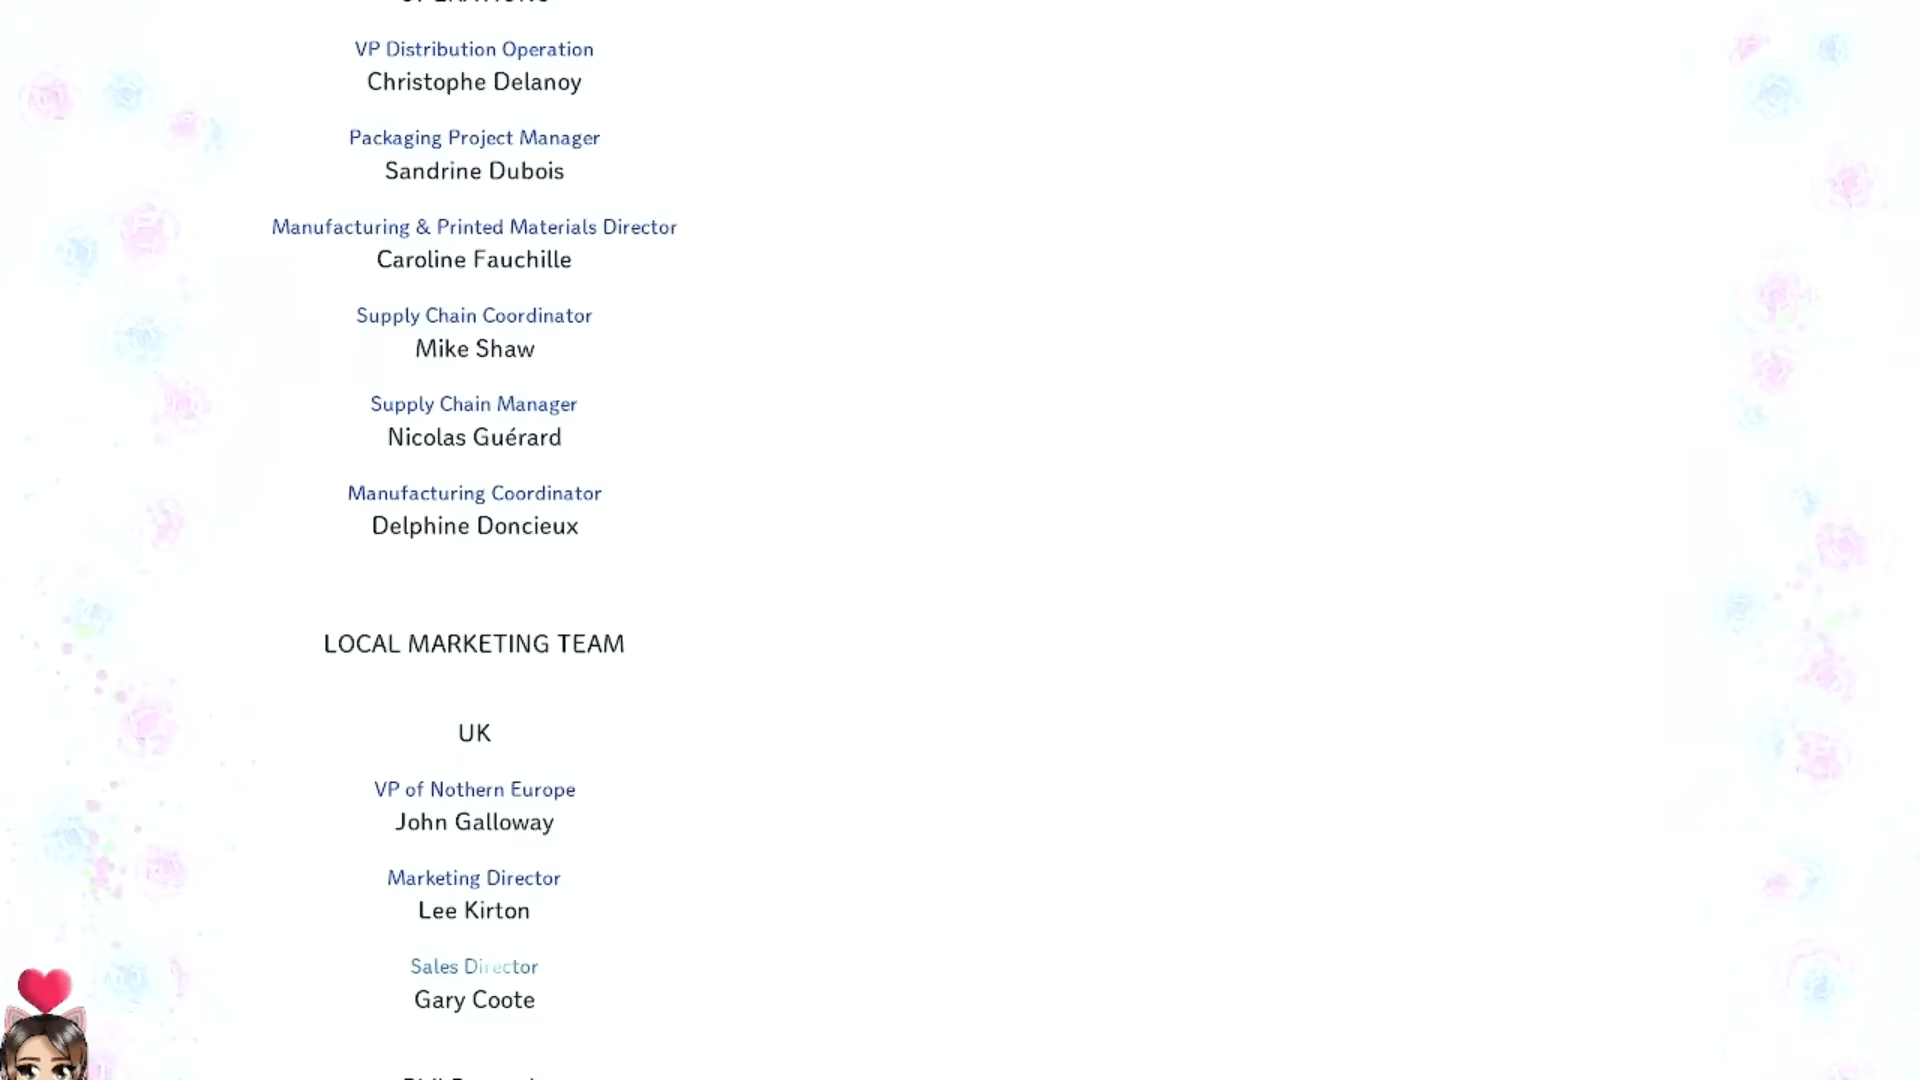 OPERATIONS
VP Distribution Operation
Christophe Delanoy
Packaging Project Manager
Sandrine Dubois
Manufacturing & Printed Materials Director
Caroline Fauchille
Supply Chain Coordinator
Mike Shaw
Supply Chain Manager
Nicolas Guérard
Manufacturing Coordinator
Delphine Doncieux
LOCAL MARKETING TEAM
UK
VP of Nothern Europe
John Galloway
Marketing Director
Lee Kirton
Sales Director
Gary Coote